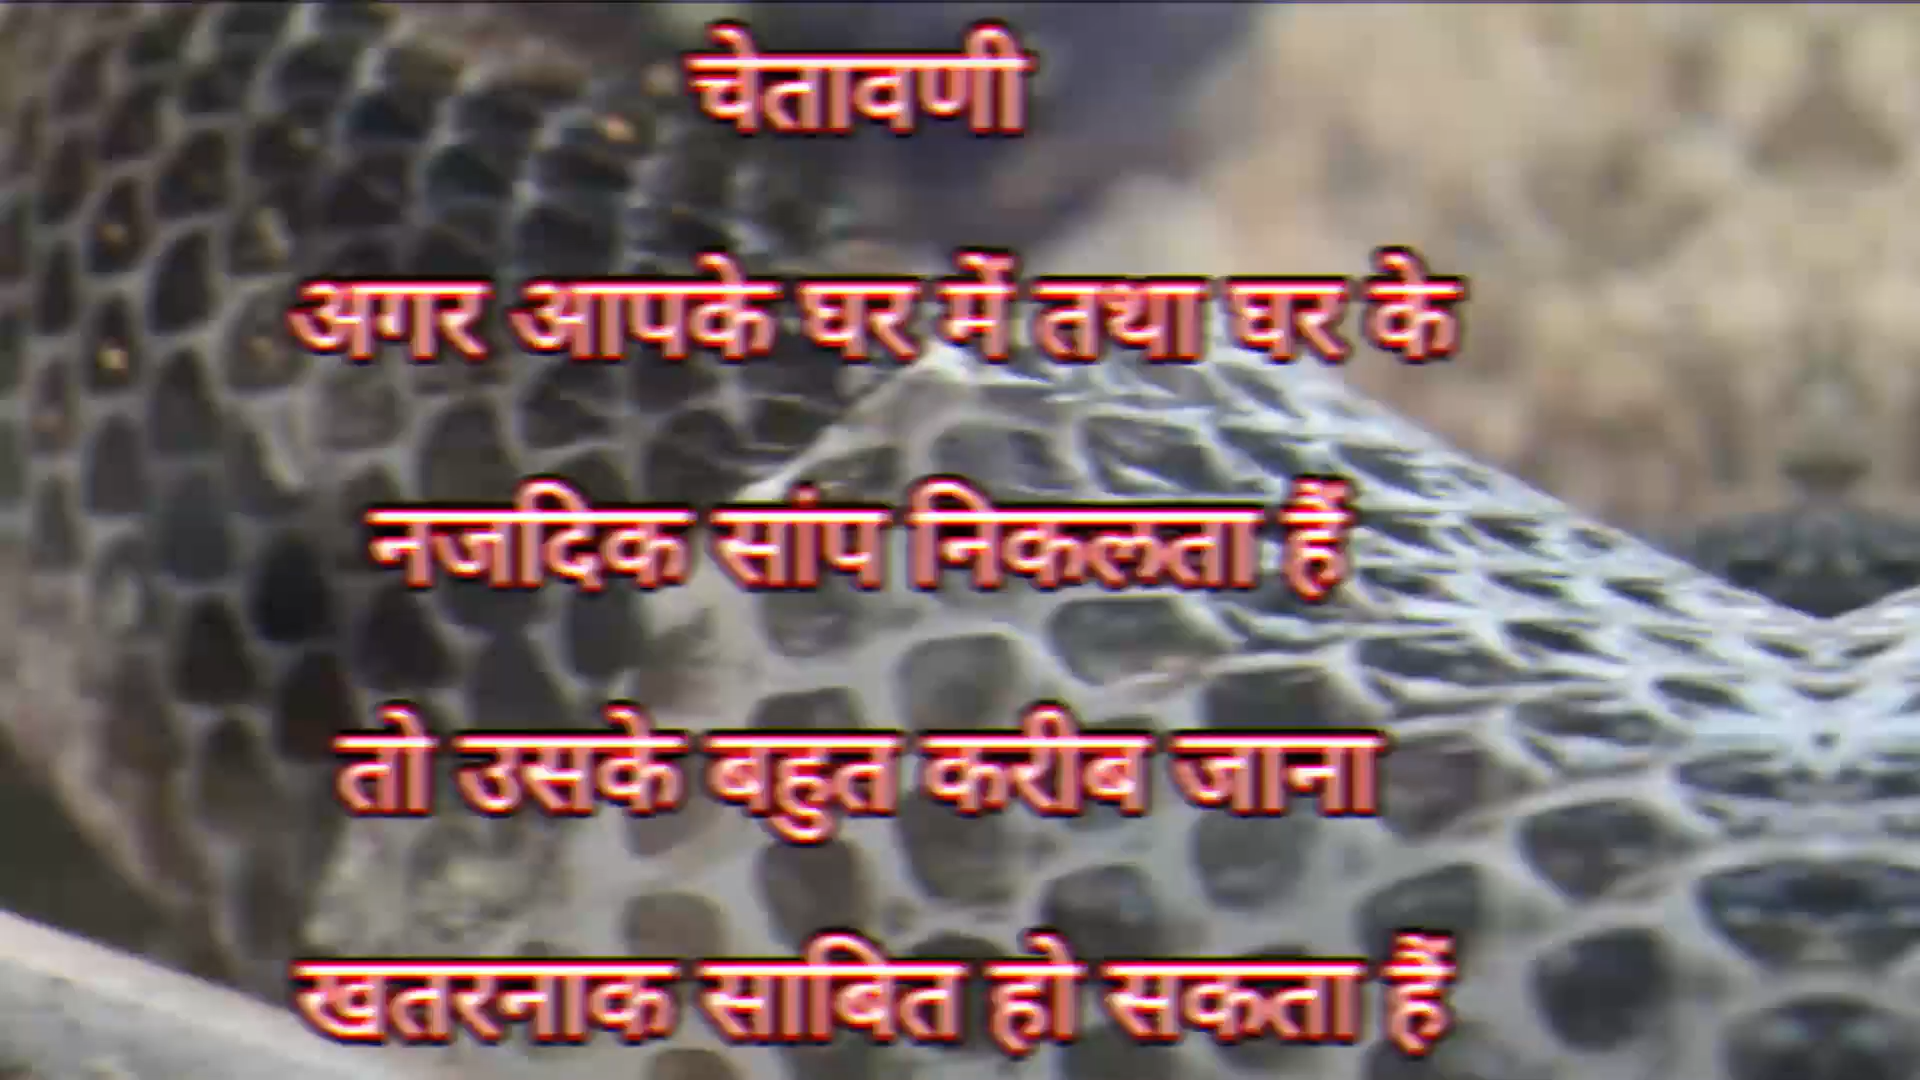 चेतावणी
अगर आपके घर में तथा घर के
नजदिक सांप निकलता हैं
तो उसके बहुत करीब जाना
खतरनाक साबित हो सकता हैं